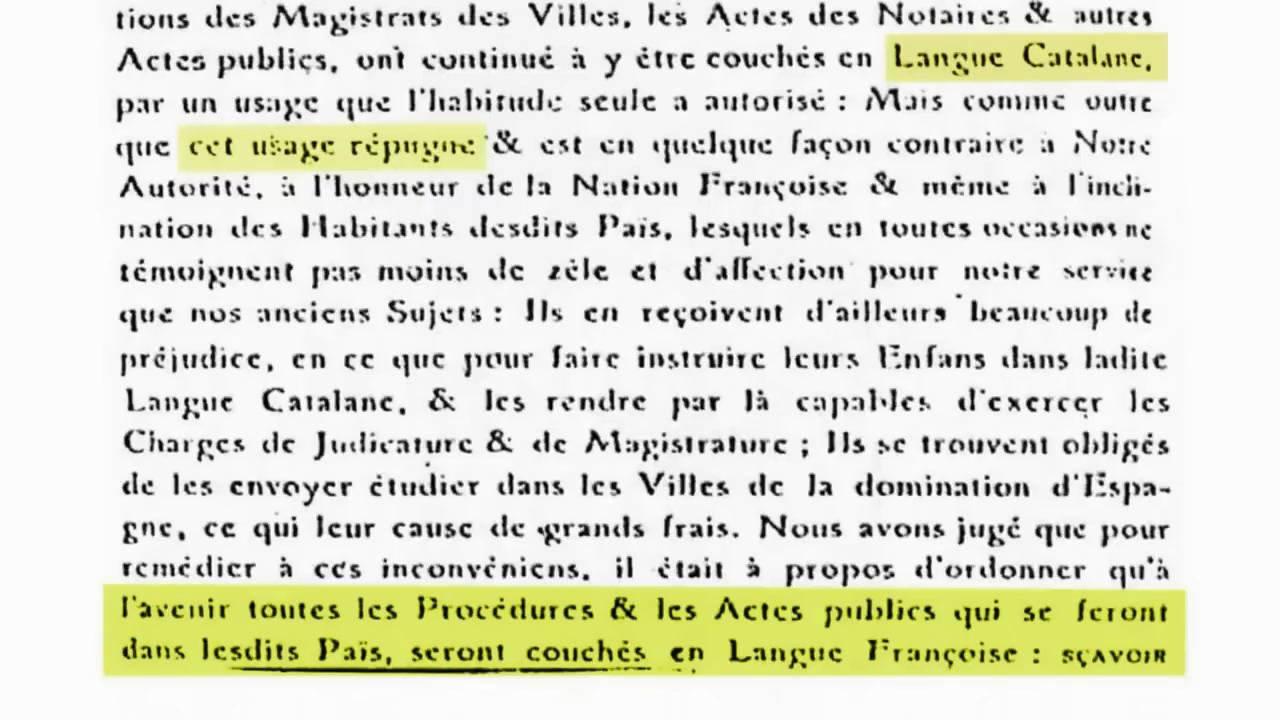 tions des Magistrats des Villes, les Actes des Notaires & autres
Actes publics, ont continué à y étre couchés en Langue Catalane,
par un usage que l'habitude seule a autorisé : Mais comme outre
que cet usage répugne & est en quelque façon contraire à Notre
Autorité, à l'honneur de la Nation Françoise & même à l'incli-
nation des Habitants desdits Païs, lesquels en toutes occasions ne
témoignent pas moins de zèle et d'affection pour notre service
que nos anciens Sujets : Ils en reçoivent d'ailleurs beaucoup de
préjudice, en ce que pour faire instruire leurs Enfans dans ladite
Langue Catalane, & les rendre par là capables d'exercer les
Charges de Judicature & de Magistrature ; Ils se trouvent obligés
de les envoyer étudier dans les Villes de la domination d'Espa-
gne, ce qui leur cause de grands frais. Nous avons jugé que pour
remédier à ces inconvéniens, il était à propos d'ordonner qu'à
l'avenir toutes les Procédures & les Actes publics qui se feront
dans lesdits Païs, seront couchés en Langue Françoise : SÇAVOIR